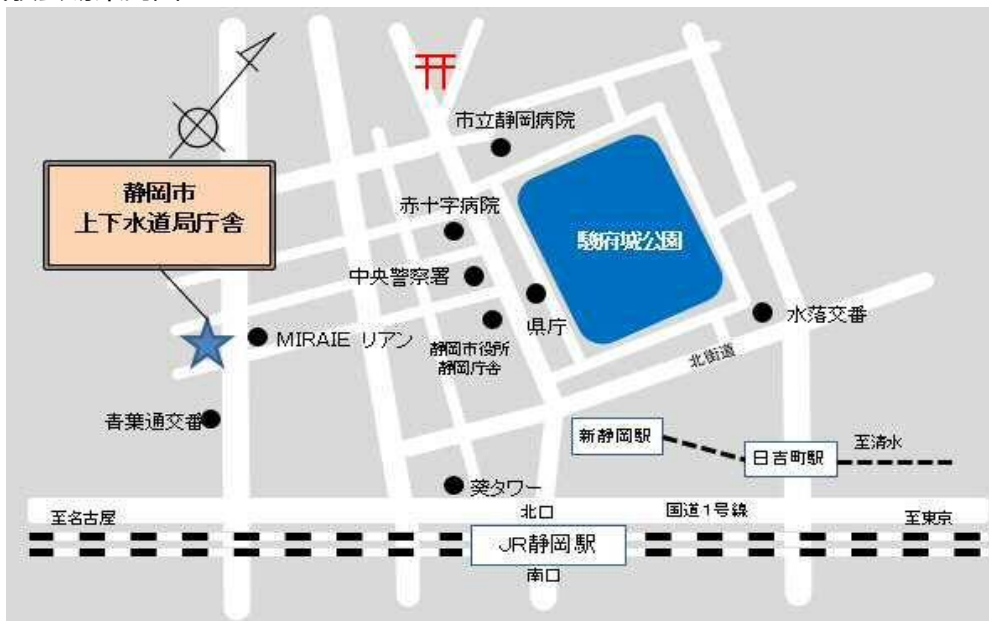 市立静岡病院
静岡市
上下水道局庁舎
赤十字病院
駿府城公園
中央警察署
県庁
水落交番
MIRAIE リアン
静岡市役所
静岡庁舎
北街道
青葉通交番
新静岡駅
日吉町駅
至清水
葵タワー
北口
国道1号線
至名古屋
至東京
JR静岡駅
南口